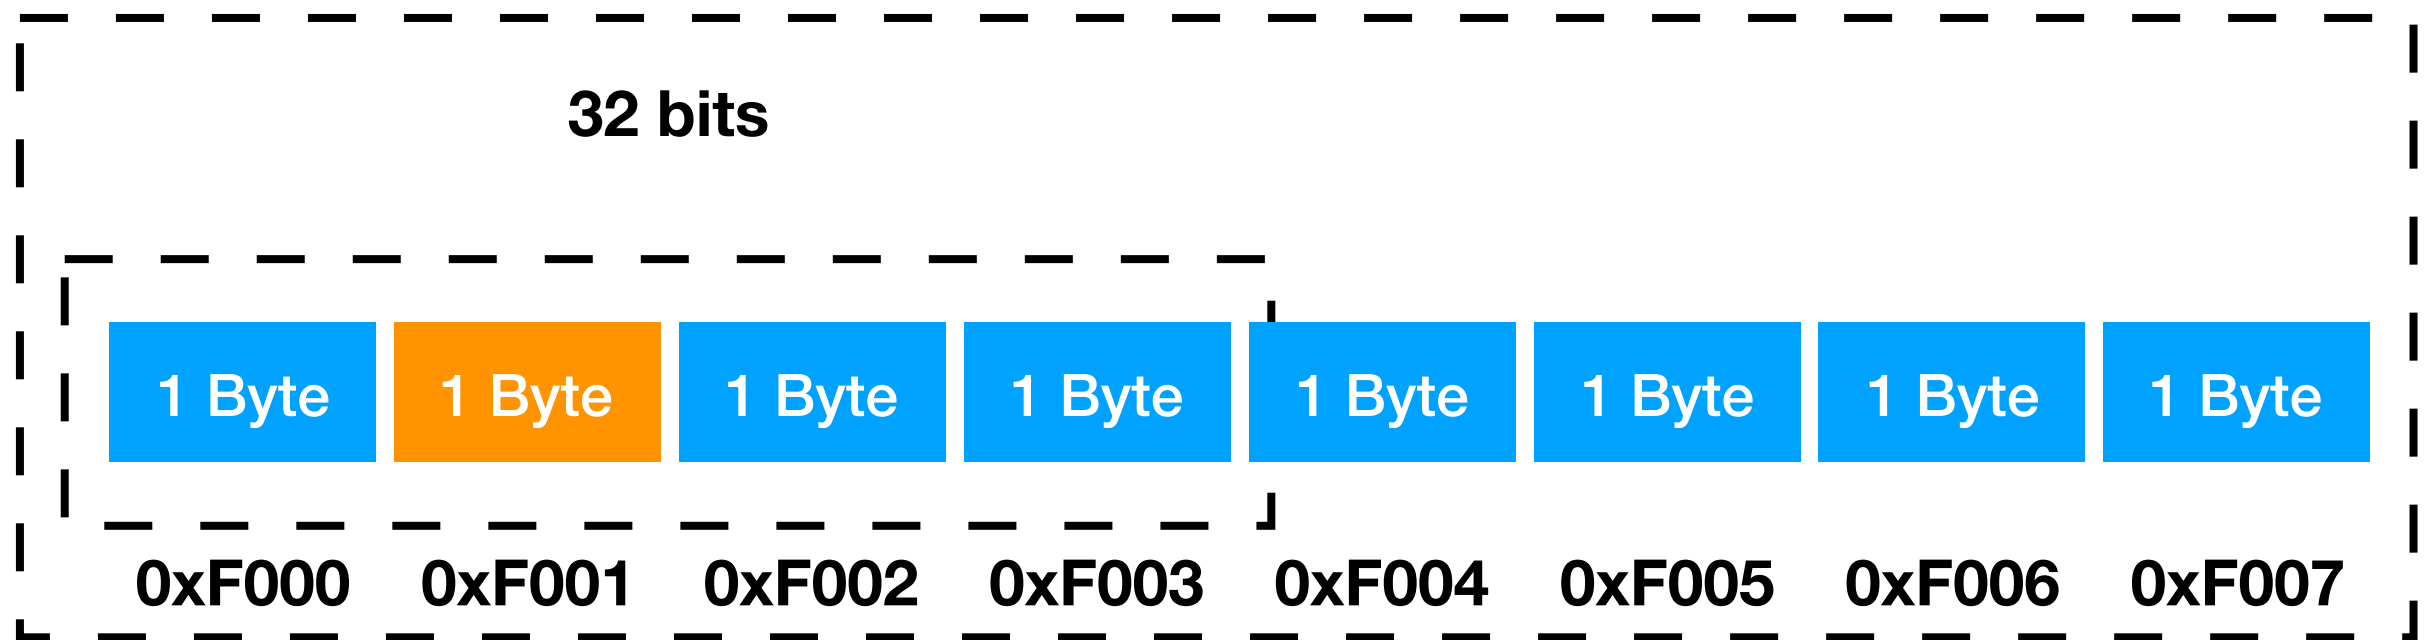 32 bits
1 Byte 1 Byte 1 Byte 1 Byte 1 Byte 1 Byte 1 Byte 1 Byte
0xF000 0xF001 0xF002 0xF003 0xF004 0xF005 0xF006 0xF007